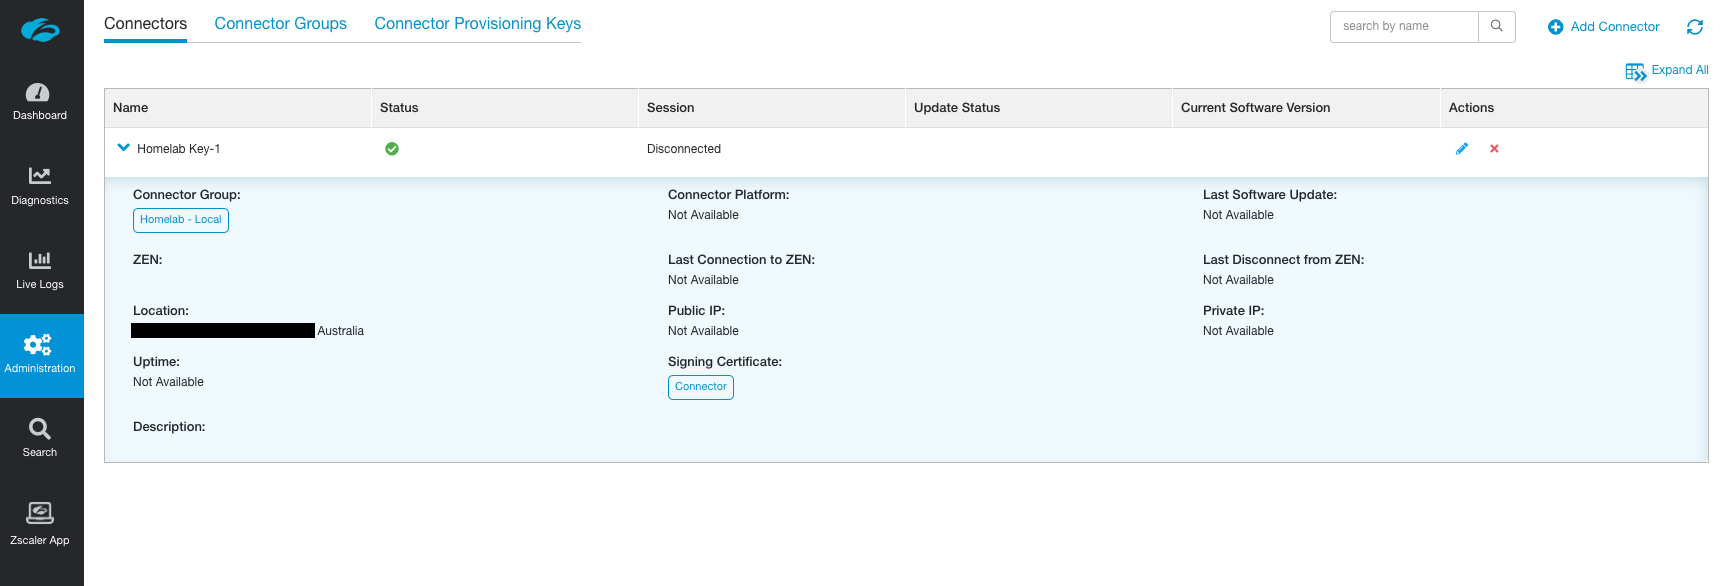 Connectors Connector Groups Connector Provisioning Keys
search by name
Add Connector
Expand All
Dashboard
Diagnostics
Live Logs
Administration
Search
Zscaler App
Name Status Session Update Status Current Software Version Actions
Homelab Key-1 Disconnected
Connector Group: Connector Platform: Last Software Update:
Homelab - Local Not Available Not Available
ZEN: Last Connection to ZEN: Last Disconnect from ZEN:
Not Available Not Available
Location: Public IP: Private IP:
Australia Not Available Not Available
Uptime: Signing Certificate:
Not Available Connector
Description: